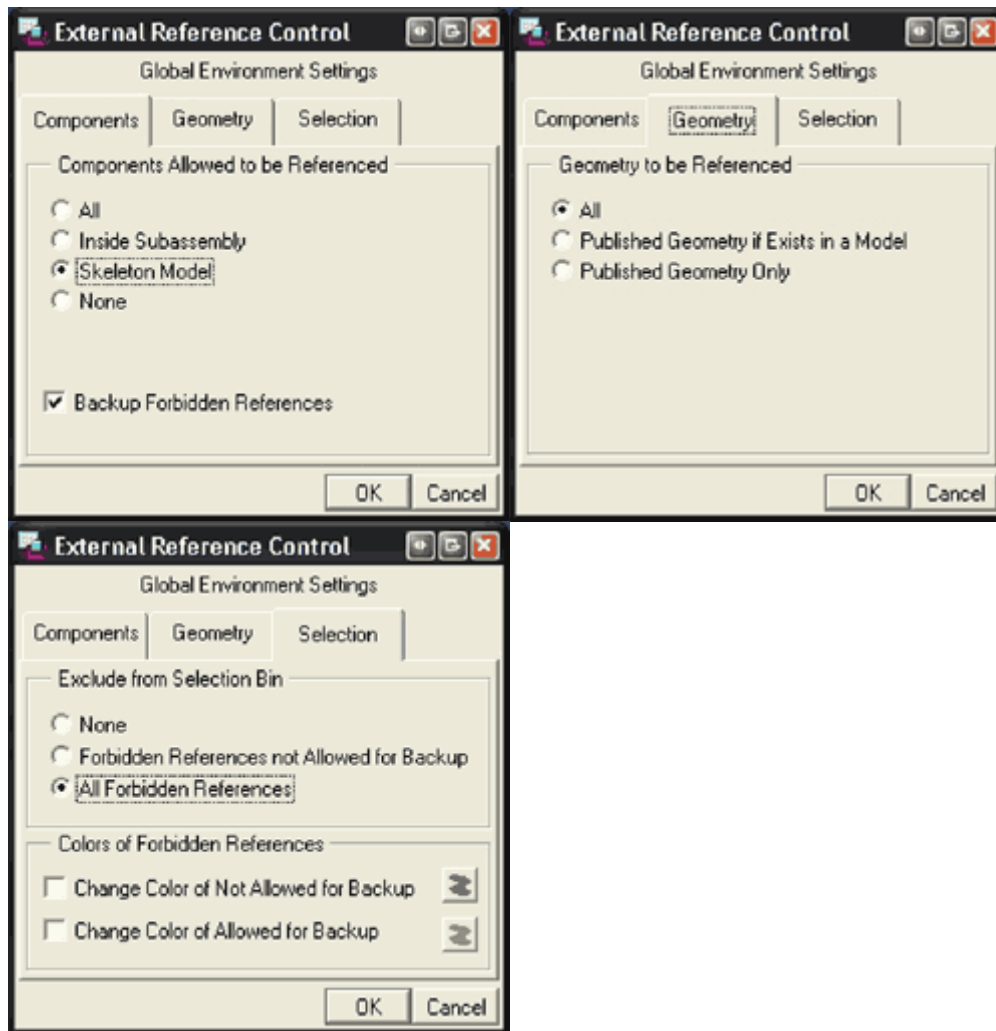 External Reference Control
Global Environment Settings
Components Geometry Selection
Components Allowed to be Referenced
All
Inside Subassembly
Skeleton Model
None
Backup Forbidden References
OK Cancel
External Reference Control
Global Environment Settings
Components Geometry Selection
Geometry to be Referenced
All
Published Geometry if Exists in a Model
Published Geometry Only
OK Cancel
External Reference Control
Global Environment Settings
Components Geometry Selection
Exclude from Selection Bin
None
Forbidden References not Allowed for Backup
All Forbidden References
Colors of Forbidden References
Change Color of Not Allowed for Backup
Change Color of Allowed for Backup
OK Cancel